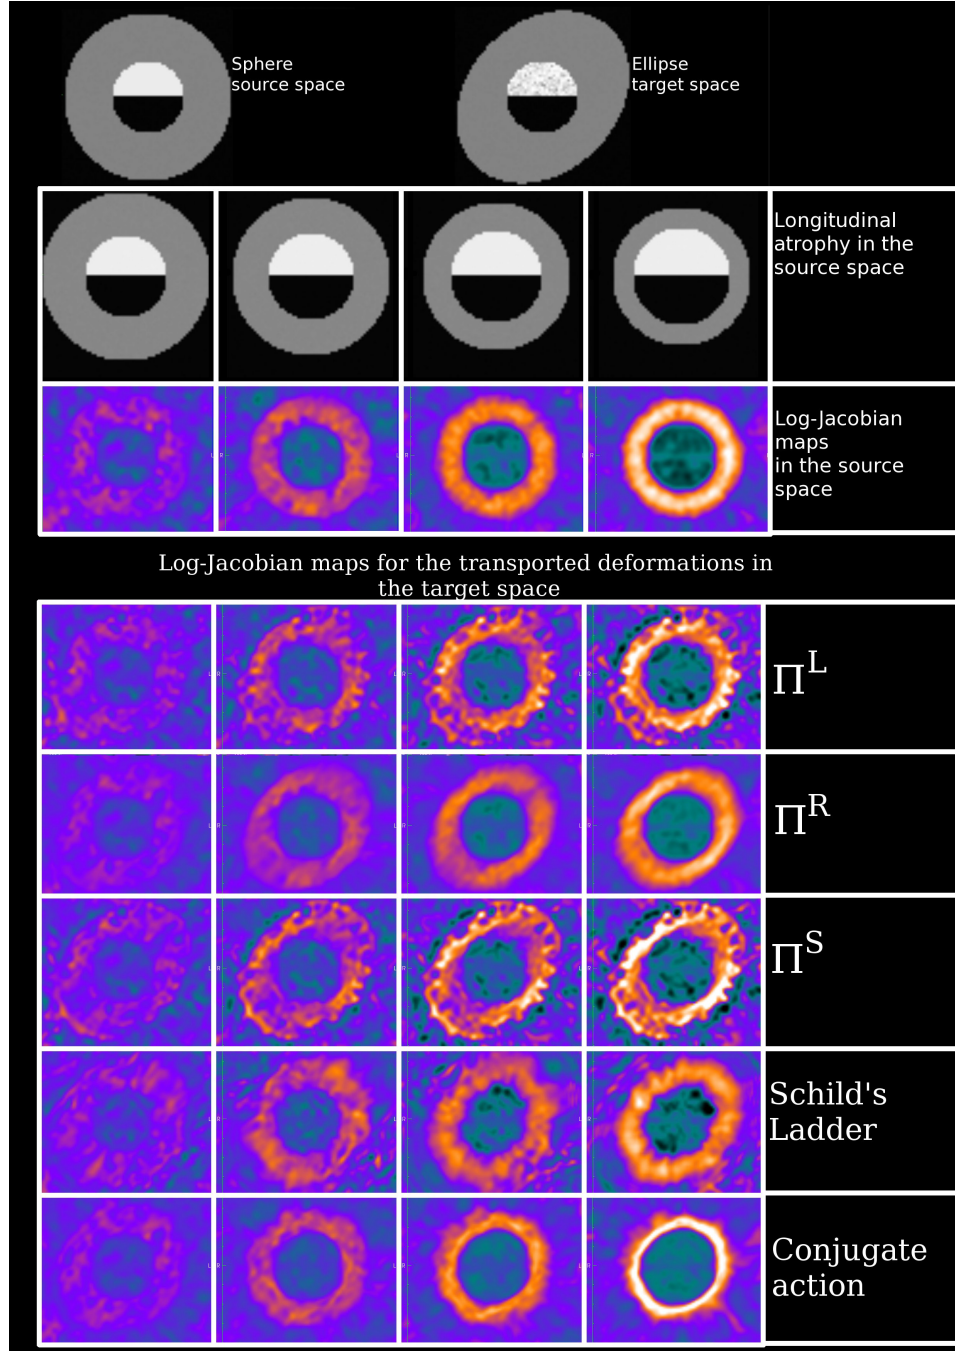 Sphere
source space
Ellipse
target space
Longitudinal
atrophy in the
source space
Log-Jacobian
maps
in the source
space
Log-Jacobian maps for the transported deformations in
the target space
Π^L
Π^R
Π^S
Schild's
Ladder
Conjugate
action